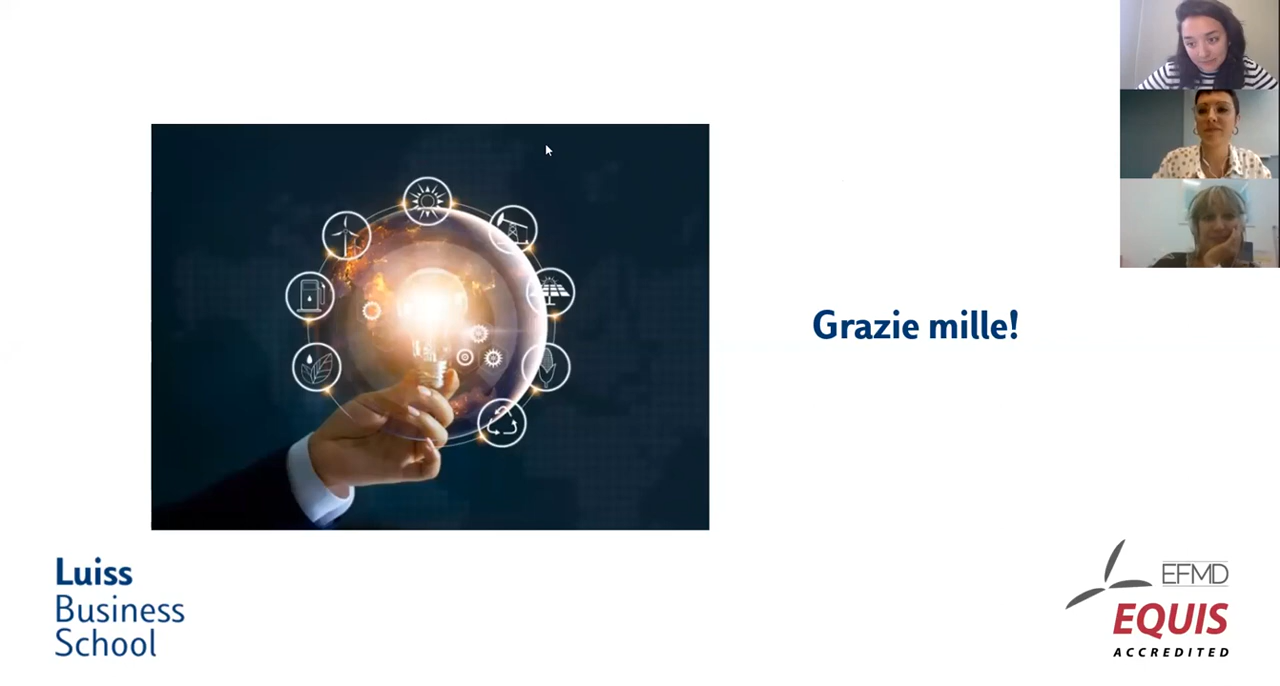 Grazie mille!
Luiss
Business
School
EFMD
EQUIS
ACCREDITED